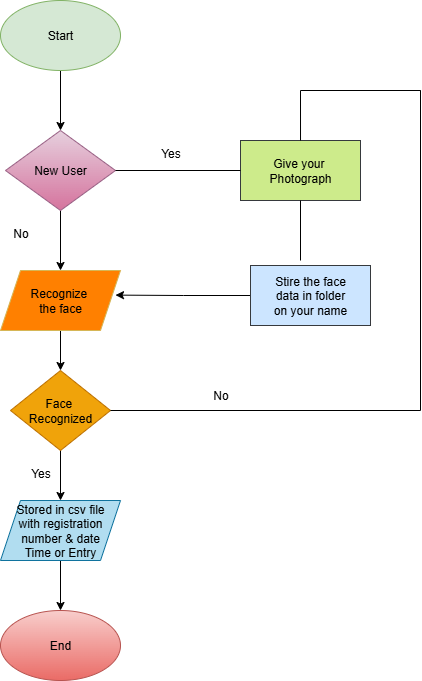 Start
New User
Yes
Give your
Photograph
No
Recognize
the face
Stire the face
data in folder
on your name
Face
Recognized
No
Yes
Stored in csv file
with registration
number & date
Time or Entry
End